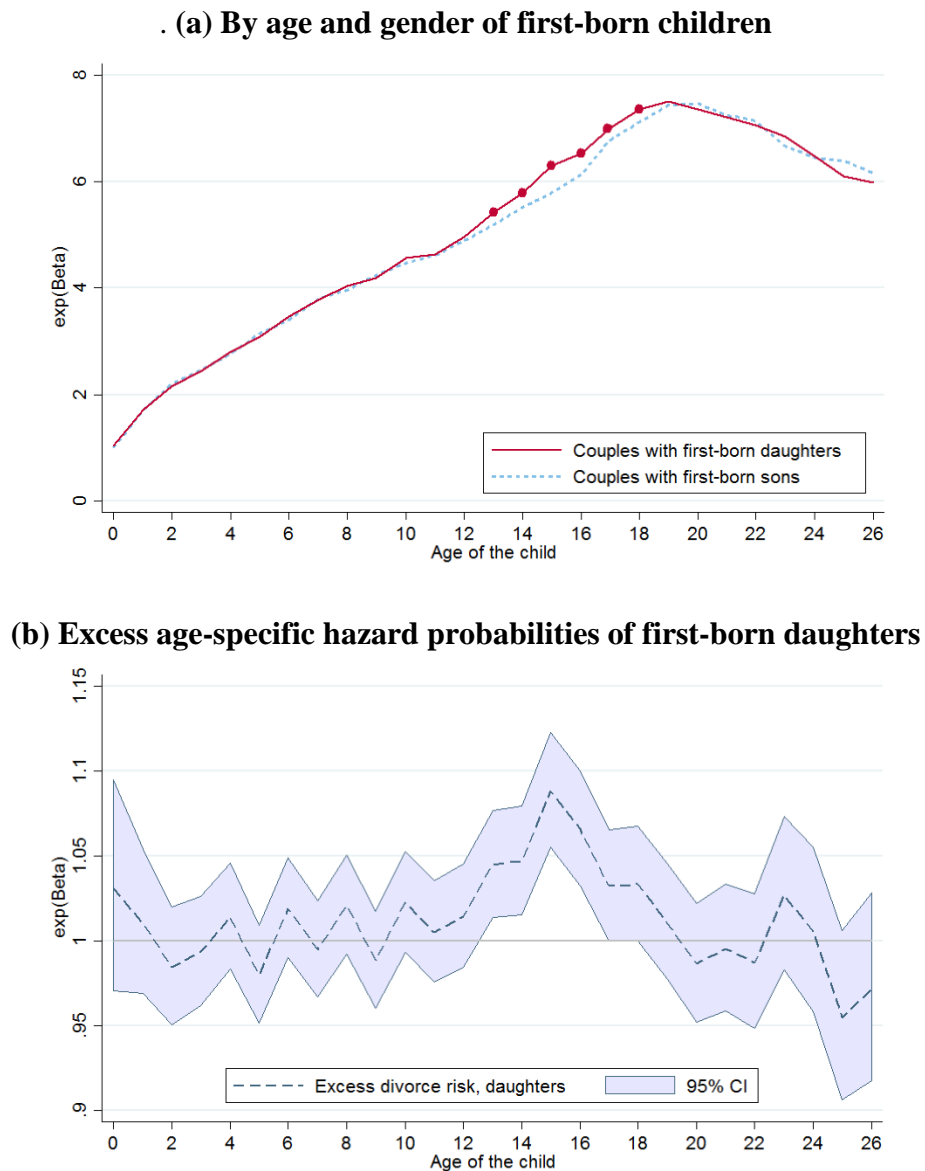 . (a) By age and gender of first-born children
8
6
4
2
0
exp(Beta)
Couples with first-born daughters
Couples with first-born sons
0 2 4 6 8 10 12 14 16 18 20 22 24 26
Age of the child
(b) Excess age-specific hazard probabilities of first-born daughters
1.15
1.1
1.05
1
.95
.9
exp(Beta)
Excess divorce risk, daughters 95% CI
0 2 4 6 8 10 12 14 16 18 20 22 24 26
Age of the child